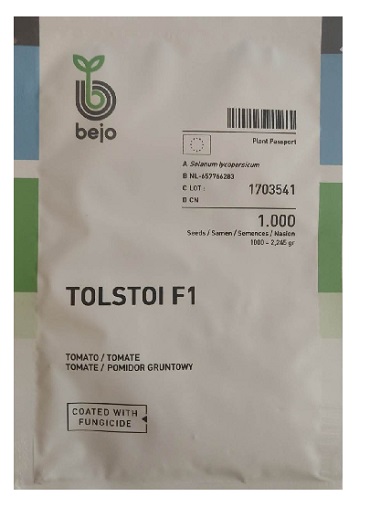 bejo
Plant Passport
A Solanum lycopersicum
B NL-657766283
C LOT: 1703541
D CN
1.000
Seeds / Samen / Semences / Nasion
1000 = 2,265 gr
TOLSTOI F1
TOMATO / TOMATE
TOMATE / POMIDOR GRUNTOWY
COATED WITH
FUNGICIDE